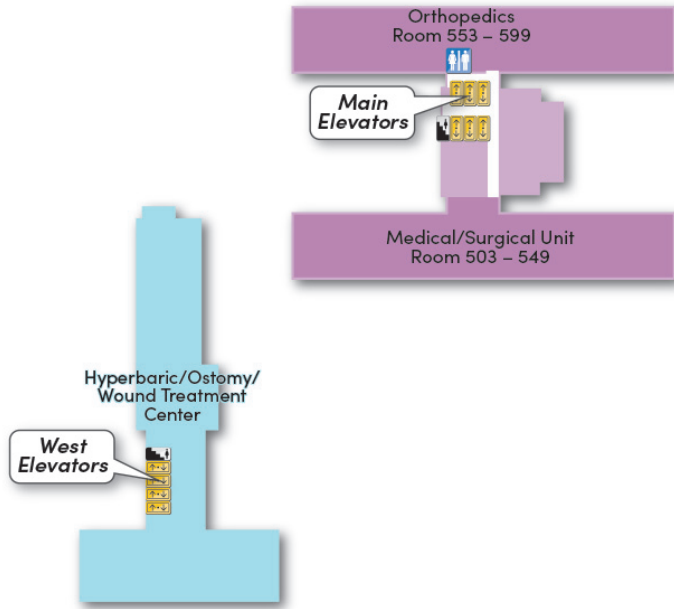 Orthopedics
Room 553 – 599
Main
Elevators
Medical/Surgical Unit
Room 503 – 549
Hyperbaric/Ostomy/
Wound Treatment
Center
West
Elevators